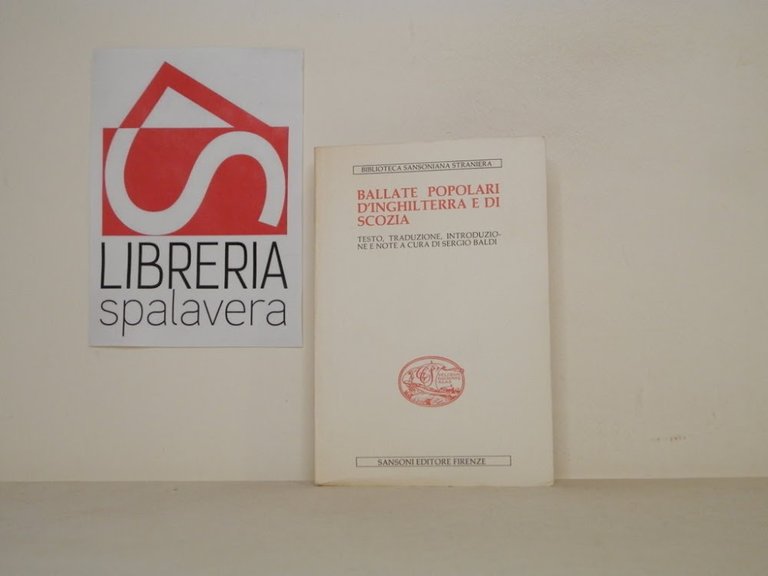 LIBRERIA
spalavera
BIBLIOTECA SANSONIANA STRANIERA
BALLATE POPOLARI
D'INGHILTERRA E DI
SCOZIA
TESTO, TRADUZIONE, INTRODUZIO-
NE E NOTE A CURA DI SERGIO BALDI
SANSONI EDITORE FIRENZE